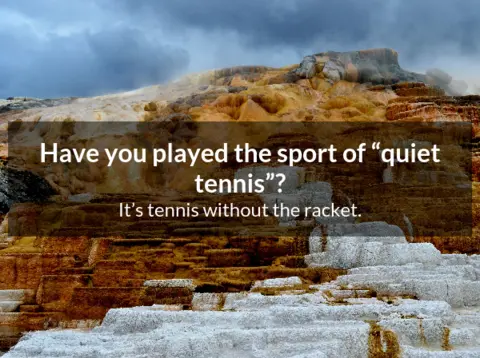 Have you played the sport of “quiet
tennis”?
It’s tennis without the racket.